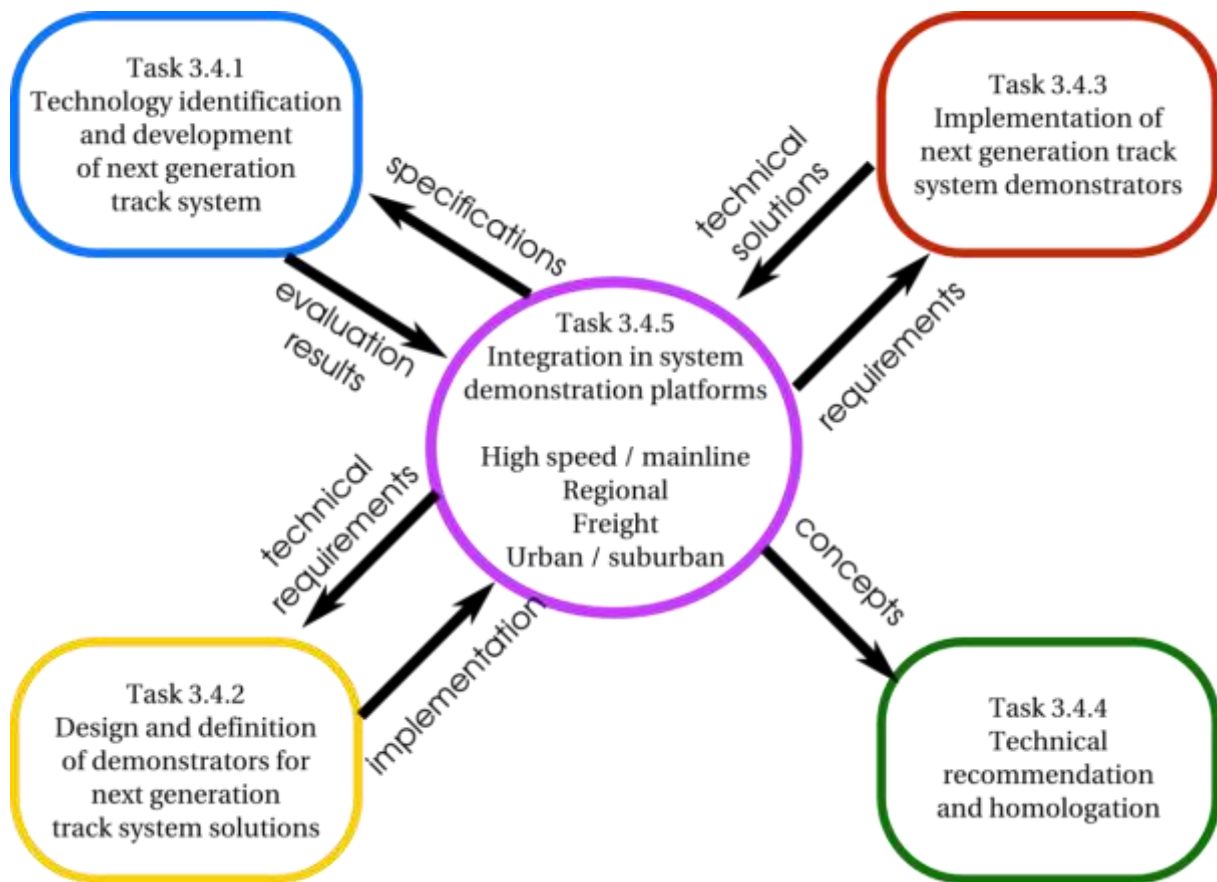 Task 3.4.1
Technology identification
and development
of next generation
track system
Task 3.4.3
Implementation of
next generation track
system demonstrators
specifications
evaluation
results
technical
solutions
requirements
Task 3.4.5
Integration in system
demonstration platforms
High speed / mainline
Regional
Freight
Urban / suburban
technical
requirements
implementation
concepts
Task 3.4.2
Design and definition
of demonstrators for
next generation
track system solutions
Task 3.4.4
Technical
recommendation
and homologation